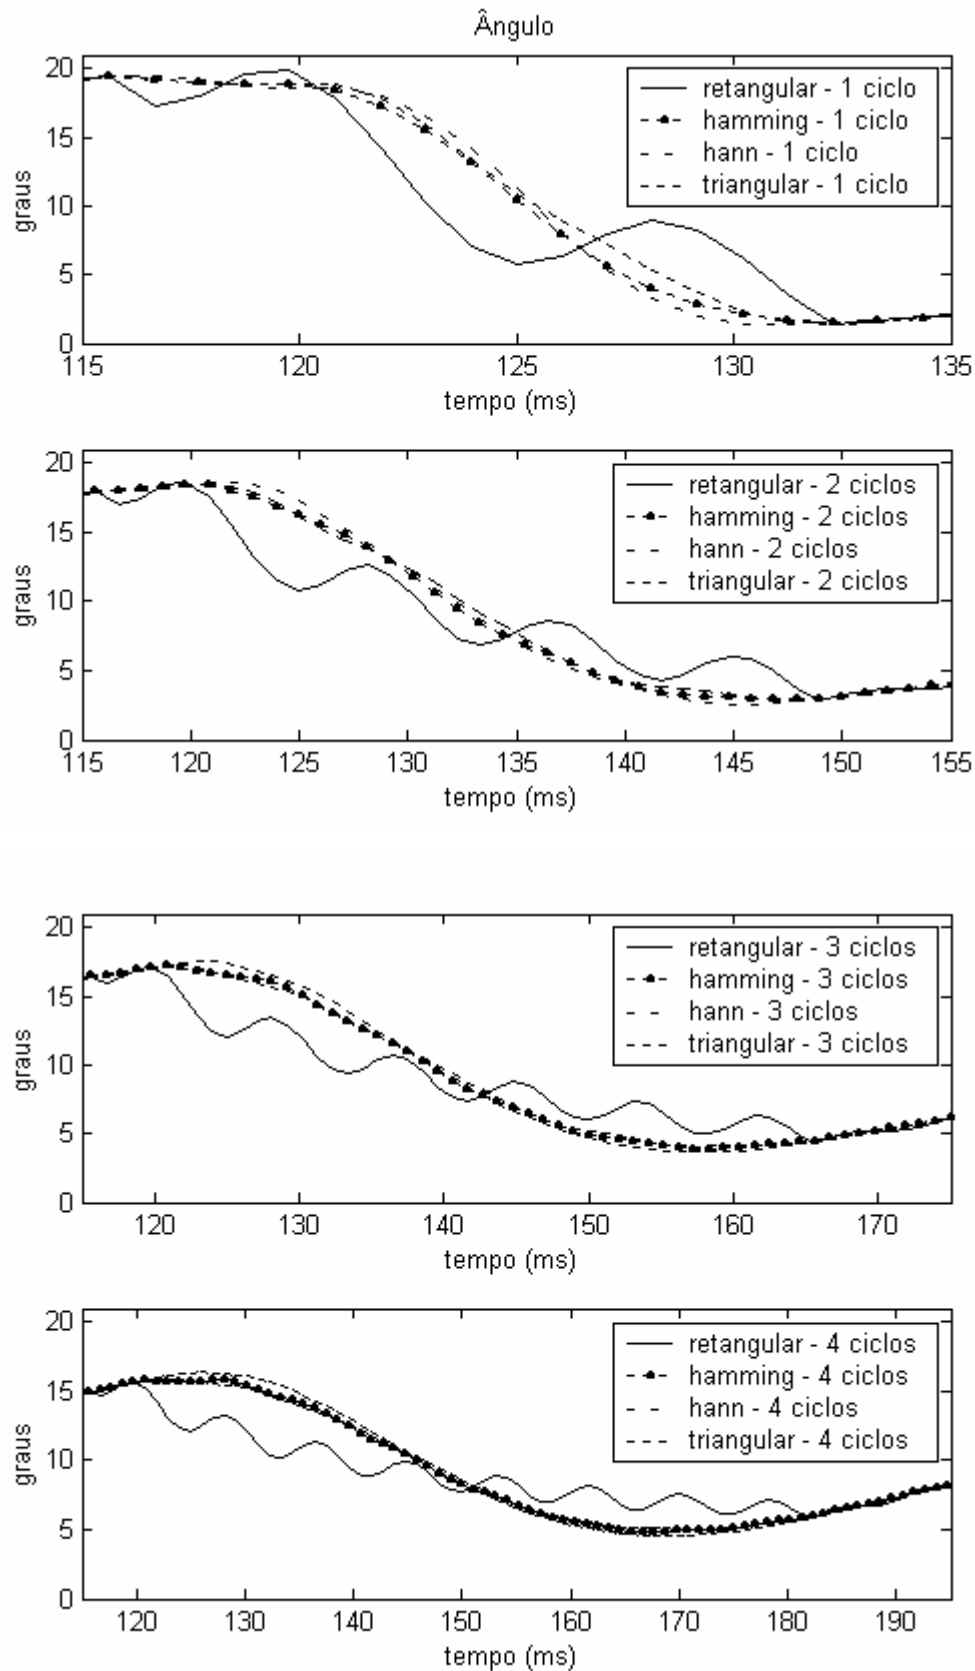 Ângulo
20
15
10
5
0
graus
retangular - 1 ciclo
hamming - 1 ciclo
hann - 1 ciclo
triangular - 1 ciclo
115 120 125 130 135
tempo (ms)
20
15
10
5
0
graus
retangular - 2 ciclos
hamming - 2 ciclos
hann - 2 ciclos
triangular - 2 ciclos
115 120 125 130 135 140 145 150 155
tempo (ms)
20
15
10
5
0
graus
retangular - 3 ciclos
hamming - 3 ciclos
hann - 3 ciclos
triangular - 3 ciclos
120 130 140 150 160 170
tempo (ms)
20
15
10
5
0
graus
retangular - 4 ciclos
hamming - 4 ciclos
hann - 4 ciclos
triangular - 4 ciclos
120 130 140 150 160 170 180 190
tempo (ms)